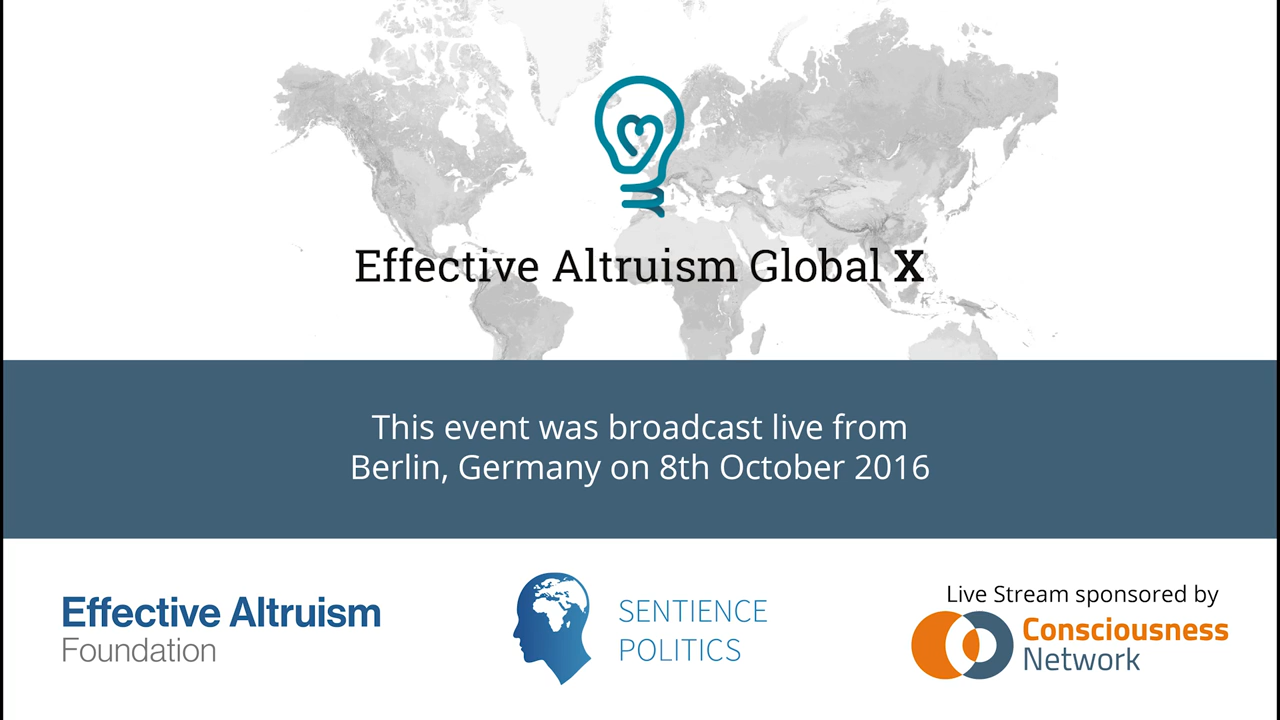 Effective Altruism Global X
This event was broadcast live from
Berlin, Germany on 8th October 2016
Effective Altruism
Foundation
SENTIENCE
POLITICS
Live Stream sponsored by
Consciousness
Network